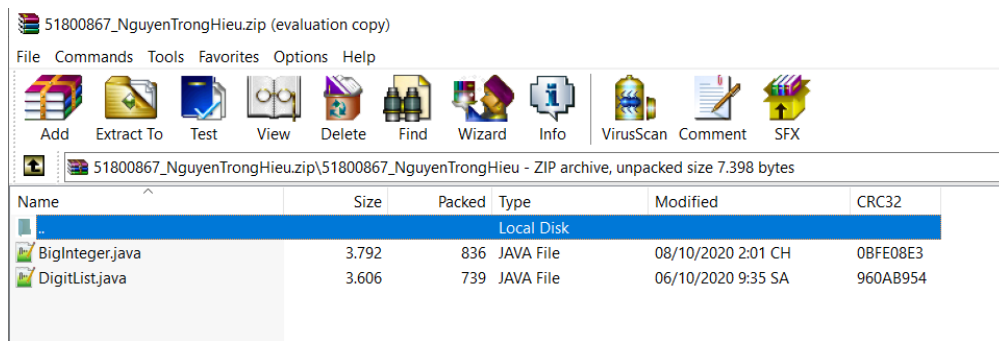 51800867_NguyenTrongHieu.zip (evaluation copy)
File Commands Tools Favorites Options Help
Add Extract To Test View Delete Find Wizard Info VirusScan Comment SFX
51800867_NguyenTrongHieu.zip\51800867_NguyenTrongHieu - ZIP archive, unpacked size 7.398 bytes
Name Size Packed Type Modified CRC32
.. Local Disk
BigInteger.java 3.792 836 JAVA File 08/10/2020 2:01 CH 0BFE08E3
DigitList.java 3.606 739 JAVA File 06/10/2020 9:35 SA 960AB954